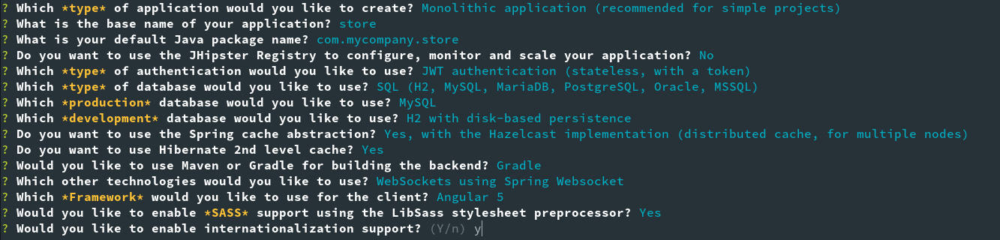 ? Which *type* of application would you like to create? Monolithic application (recommended for simple projects)
? What is the base name of your application? store
? What is your default Java package name? com.mycompany.store
? Do you want to use the JHipster Registry to configure, monitor and scale your application? No
? Which *type* of authentication would you like to use? JWT authentication (stateless, with a token)
? Which *type* of database would you like to use? SQL (H2, MySQL, MariaDB, PostgreSQL, Oracle, MSSQL)
? Which *production* database would you like to use? MySQL
? Which *development* database would you like to use? H2 with disk-based persistence
? Do you want to use the Spring cache abstraction? Yes, with the Hazelcast implementation (distributed cache, for multiple nodes)
? Do you want to use Hibernate 2nd level cache? Yes
? Would you like to use Maven or Gradle for building the backend? Gradle
? Which other technologies would you like to use? WebSockets using Spring Websocket
? Which *Framework* would you like to use for the client? Angular 5
? Would you like to enable *SASS* support using the LibSass stylesheet preprocessor? Yes
? Would you like to enable internationalization support? (Y/n) y